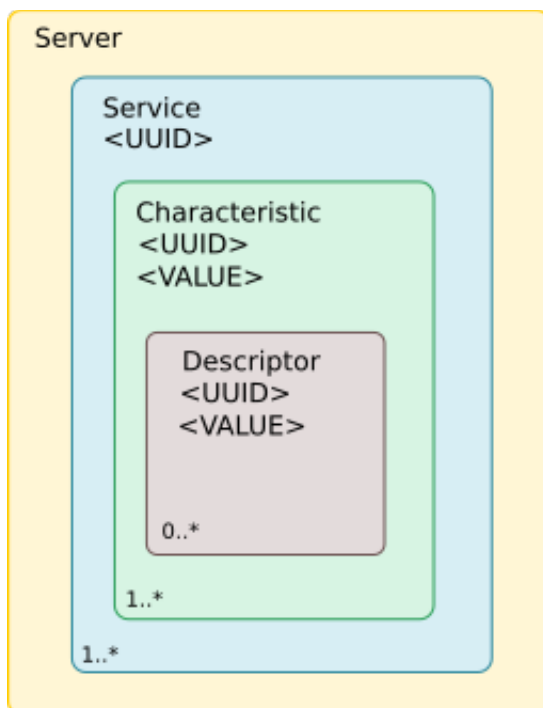 Server
Service
<UUID>
Characteristic
<UUID>
<VALUE>
Descriptor
<UUID>
<VALUE>
0..*
1..*
1..*